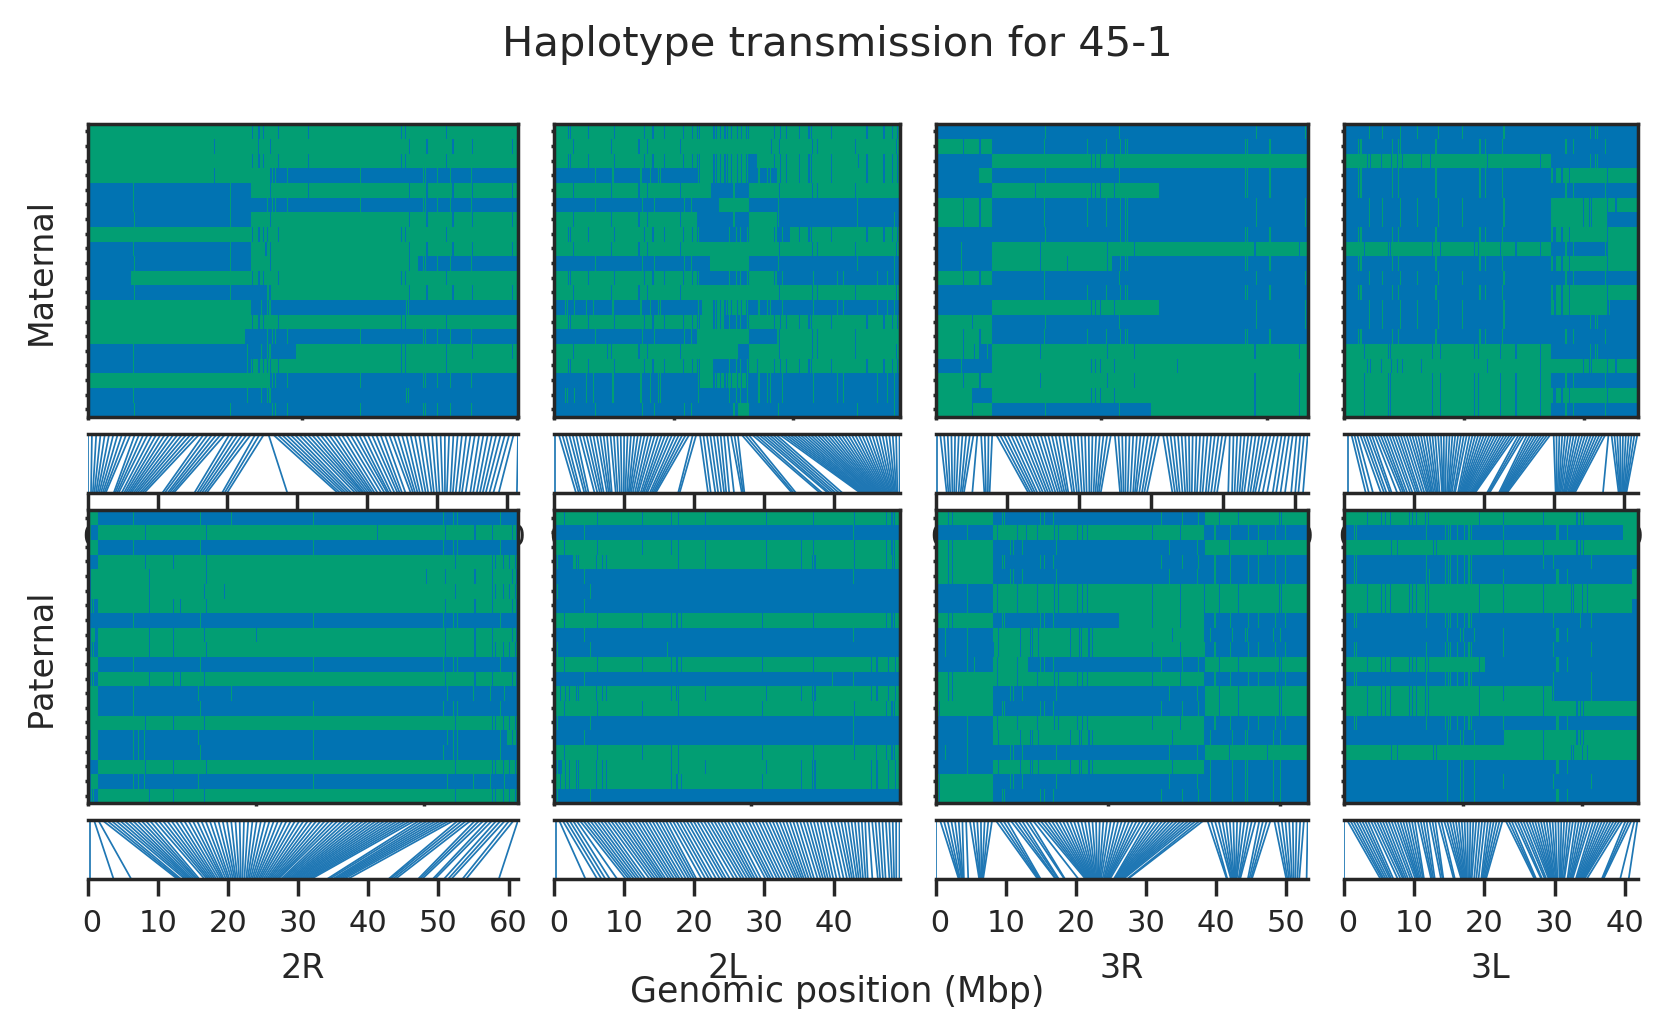 Haplotype transmission for 45-1
Maternal
Paternal
0 10 20 30 40 50 60
0 10 20 30 40
0 10 20 30 40 50
0 10 20 30 40
2R
2L
3R
3L
Genomic position (Mbp)